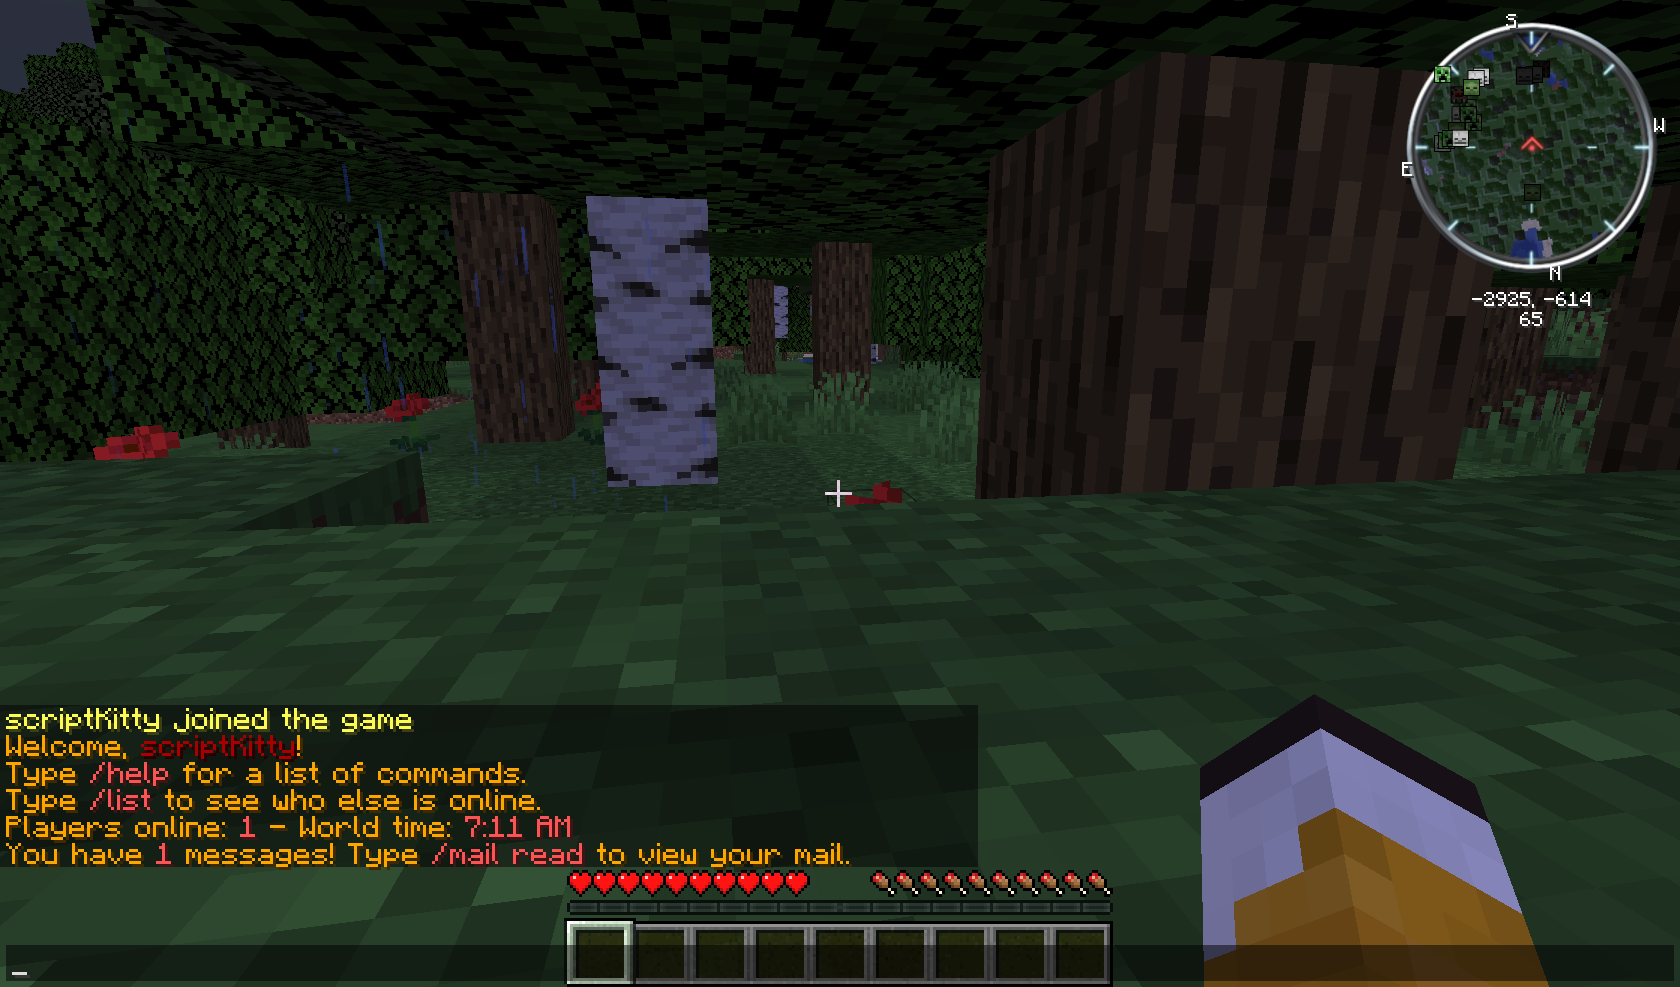 S
W
E
N
-2925, -614
65
scriptKitty joined the game
Welcome, scriptKitty!
Type /help for a list of commands.
Type /list to see who else is online.
Players online: 1 - World time: 7:11 AM
You have 1 messages! Type /mail read to view your mail.
_